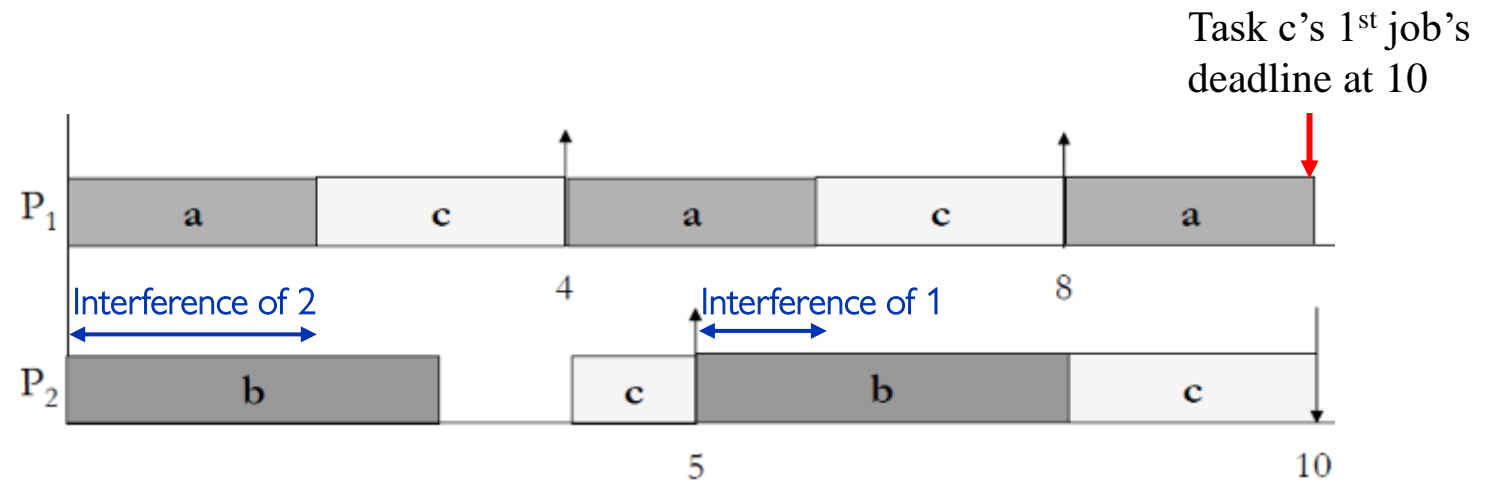 Task c’s 1st job’s
deadline at 10
P1 a c a c a
4 8
Interference of 2 Interference of 1
P2 b c b c
5 10